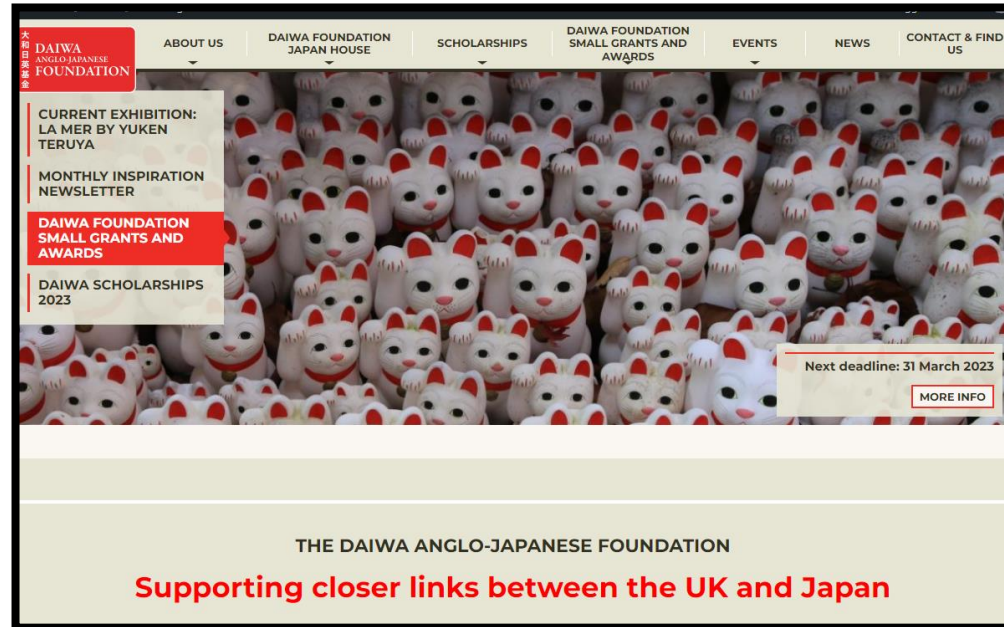 大和日英基金
DAIWA
ANGLO-JAPANESE
FOUNDATION
ABOUT US
DAIWA FOUNDATION
JAPAN HOUSE
SCHOLARSHIPS
DAIWA FOUNDATION
SMALL GRANTS AND
AWARDS
EVENTS
NEWS
CONTACT & FIND
US
CURRENT EXHIBITION:
LA MER BY YUKEN
TERUYA
MONTHLY INSPIRATION
NEWSLETTER
DAIWA FOUNDATION
SMALL GRANTS AND
AWARDS
DAIWA SCHOLARSHIPS
2023
Next deadline: 31 March 2023
MORE INFO
THE DAIWA ANGLO-JAPANESE FOUNDATION
Supporting closer links between the UK and Japan